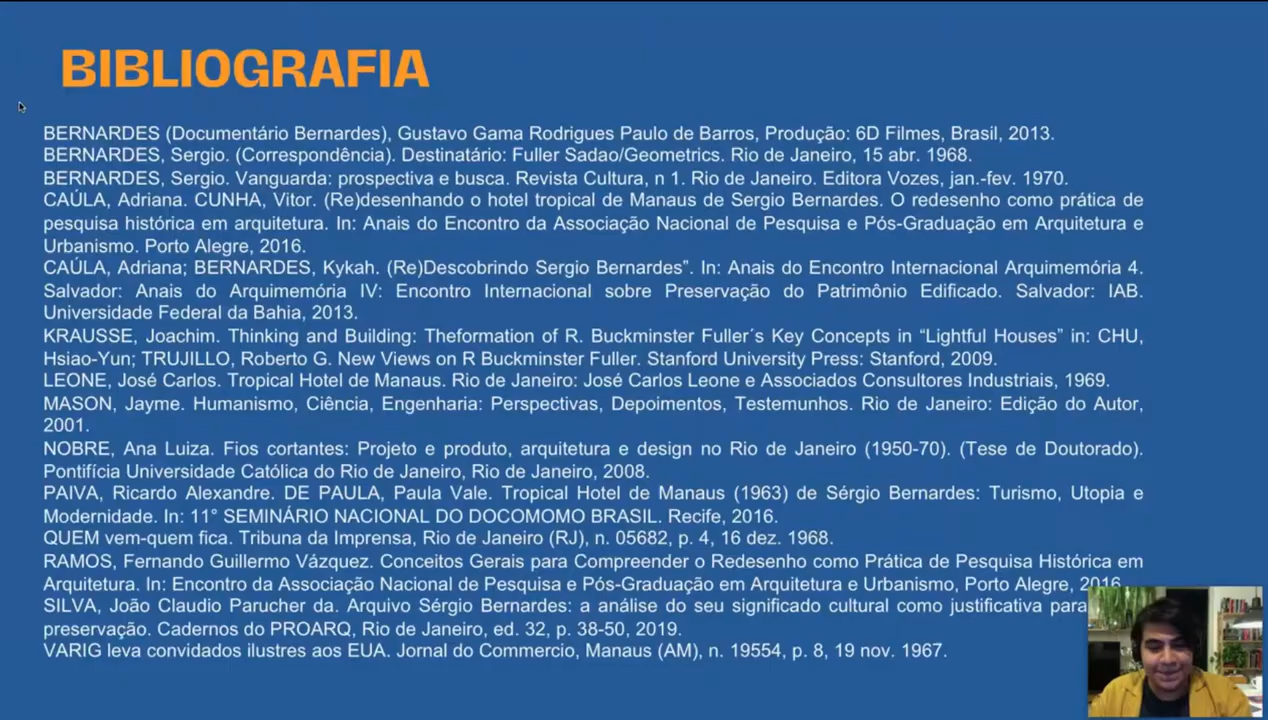 BIBLIOGRAFIA
BERNARDES (Documentário Bernardes), Gustavo Gama Rodrigues Paulo de Barros, Produção: 6D Filmes, Brasil, 2013.
BERNARDES, Sergio. (Correspondência). Destinatário: Fuller Sadao/Geometrics. Rio de Janeiro, 15 abr. 1968.
BERNARDES, Sergio. Vanguarda: prospectiva e busca. Revista Cultura, n 1. Rio de Janeiro. Editora Vozes, jan.-fev. 1970.
CAÚLA, Adriana. CUNHA, Vitor. (Re)desenhando o hotel tropical de Manaus de Sergio Bernardes. O redesenho como prática de
pesquisa histórica em arquitetura. In: Anais do Encontro da Associação Nacional de Pesquisa e Pós-Graduação em Arquitetura e
Urbanismo. Porto Alegre, 2016.
CAÚLA, Adriana; BERNARDES, Kykah. (Re)Descobrindo Sergio Bernardes”. In: Anais do Encontro Internacional Arquimemória 4.
Salvador: Anais do Arquimemória IV: Encontro Internacional sobre Preservação do Patrimônio Edificado. Salvador: IAB.
Universidade Federal da Bahia, 2013.
KRAUSSE, Joachim. Thinking and Building: Theformation of R. Buckminster Fuller´s Key Concepts in “Lightful Houses” in: CHU,
Hsiao-Yun; TRUJILLO, Roberto G. New Views on R Buckminster Fuller. Stanford University Press: Stanford, 2009.
LEONE, José Carlos. Tropical Hotel de Manaus. Rio de Janeiro: José Carlos Leone e Associados Consultores Industriais, 1969.
MASON, Jayme. Humanismo, Ciência, Engenharia: Perspectivas, Depoimentos, Testemunhos. Rio de Janeiro: Edição do Autor,
2001.
NOBRE, Ana Luiza. Fios cortantes: Projeto e produto, arquitetura e design no Rio de Janeiro (1950-70). (Tese de Doutorado).
Pontifícia Universidade Católica do Rio de Janeiro, Rio de Janeiro, 2008.
PAIVA, Ricardo Alexandre. DE PAULA, Paula Vale. Tropical Hotel de Manaus (1963) de Sérgio Bernardes: Turismo, Utopia e
Modernidade. In: 11° SEMINÁRIO NACIONAL DO DOCOMOMO BRASIL. Recife, 2016.
QUEM vem-quem fica. Tribuna da Imprensa, Rio de Janeiro (RJ), n. 05682, p. 4, 16 dez. 1968.
RAMOS, Fernando Guillermo Vázquez. Conceitos Gerais para Compreender o Redesenho como Prática de Pesquisa Histórica em
Arquitetura. In: Encontro da Associação Nacional de Pesquisa e Pós-Graduação em Arquitetura e Urbanismo, Porto Alegre, 2016.
SILVA, João Claudio Parucher da. Arquivo Sérgio Bernardes: a análise do seu significado cultural como justificativa para
preservação. Cadernos do PROARQ, Rio de Janeiro, ed. 32, p. 38-50, 2019.
VARIG leva convidados ilustres aos EUA. Jornal do Commercio, Manaus (AM), n. 19554, p. 8, 19 nov. 1967.